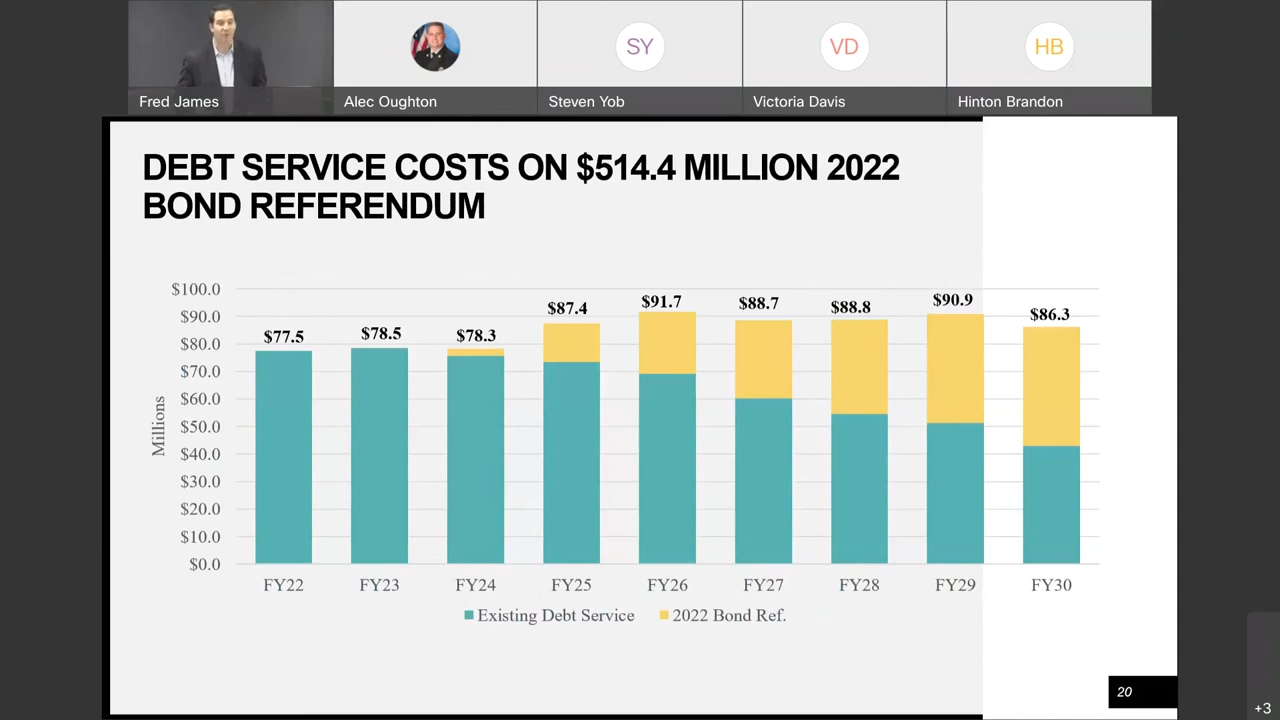 SY
VD
HB
Fred James
Alec Oughton
Steven Yob
Victoria Davis
Hinton Brandon
DEBT SERVICE COSTS ON $514.4 MILLION 2022
BOND REFERENDUM
Millions
$100.0
$90.0
$80.0
$70.0
$60.0
$50.0
$40.0
$30.0
$20.0
$10.0
$0.0
$77.5
$78.5
$78.3
$87.4
$91.7
$88.7
$88.8
$90.9
$86.3
FY22
FY23
FY24
FY25
FY26
FY27
FY28
FY29
FY30
Existing Debt Service
2022 Bond Ref.
20
+3